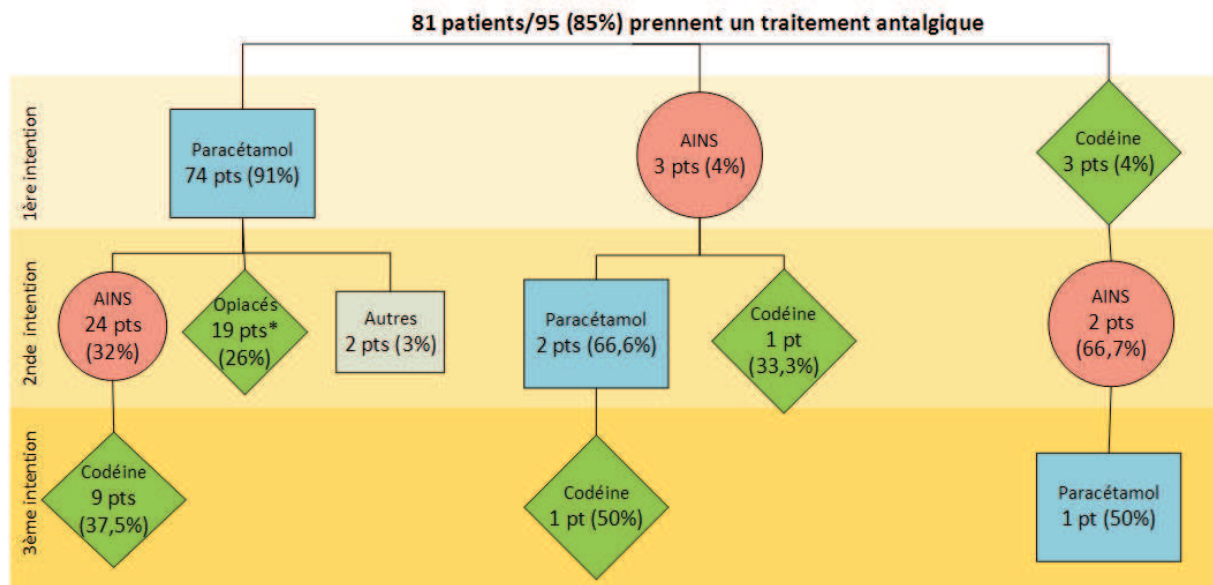 81 patients/95 (85%) prennent un traitement antalgique
1ère intention
Paracétamol
74 pts (91%)
AINS
3 pts (4%)
Codéine
3 pts (4%)
2nde intention
AINS
24 pts
(32%)
Opiacés
19 pts*
(26%)
Autres
2 pts (3%)
Paracétamol
2 pts (66,6%)
Codéine
1 pt
(33,3%)
AINS
2 pts
(66,7%)
3ème intention
Codéine
9 pts
(37,5%)
Codéine
1 pt (50%)
Paracétamol
1 pt (50%)